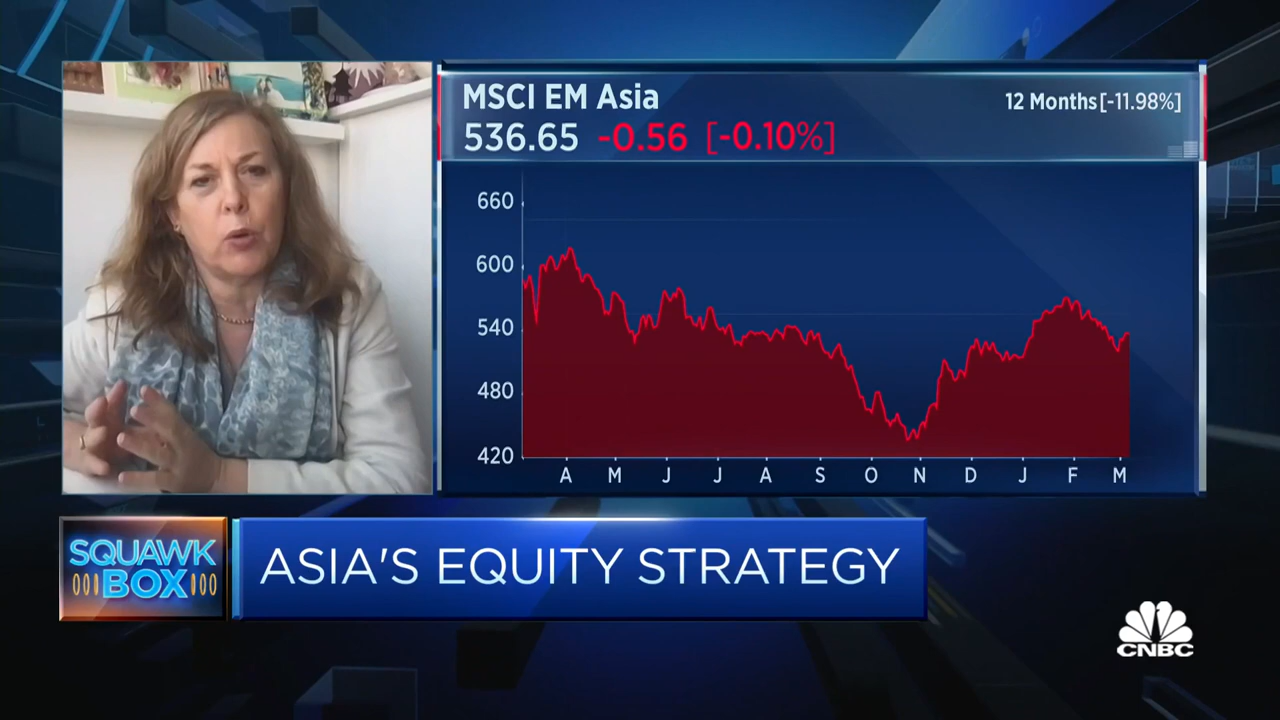 MSCI EM Asia
12 Months[-11.98%]
536.65 -0.56 [-0.10%]
660
600
540
480
420
A M J J A S O N D J F M
SQUAWK
BOX
ASIA'S EQUITY STRATEGY
CNBC